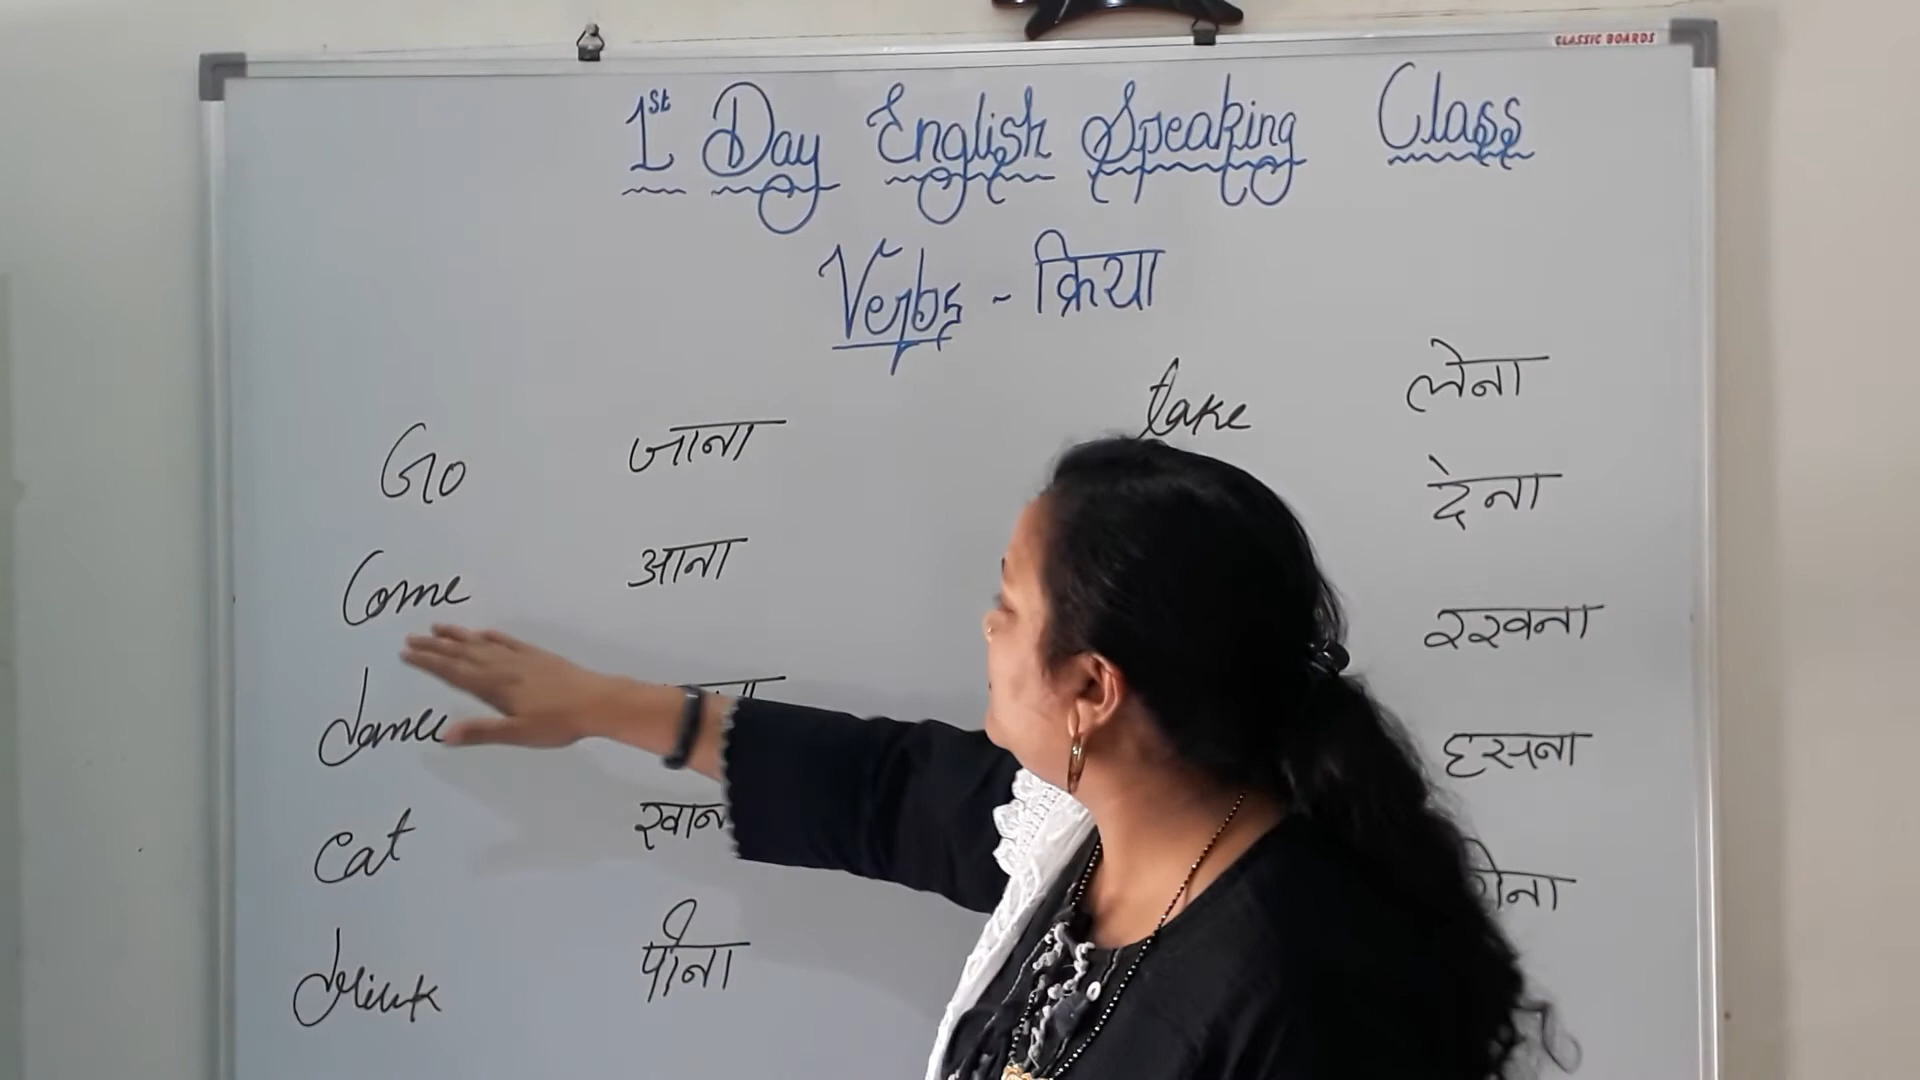 CLASSIC BOARDS
1st Day English Speaking Class
Verbs - क्रिया
Go जाना
Come आना
dance
eat
drink पीना
take लेना
देना
रखना
हसना